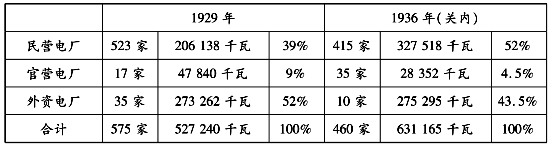 1929 年 1936 年(关内)
民营电厂 523 家 206 138 千瓦 39% 415 家 327 518 千瓦 52%
官营电厂 17 家 47 840 千瓦 9% 35 家 28 352 千瓦 4.5%
外资电厂 35 家 273 262 千瓦 52% 10 家 275 295 千瓦 43.5%
合计 575 家 527 240 千瓦 100% 460 家 631 165 千瓦 100%